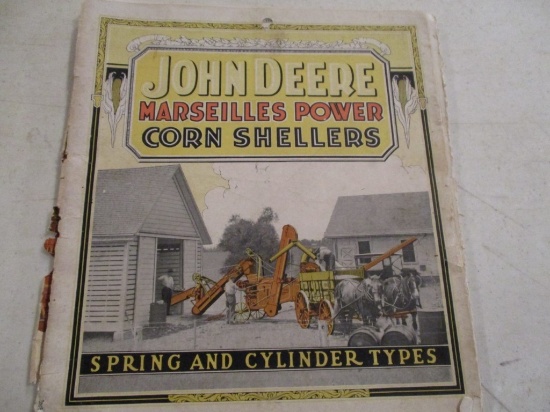 JOHN DEERE
MARSEILLES POWER
CORN SHELLERS
SPRING AND CYLINDER TYPES